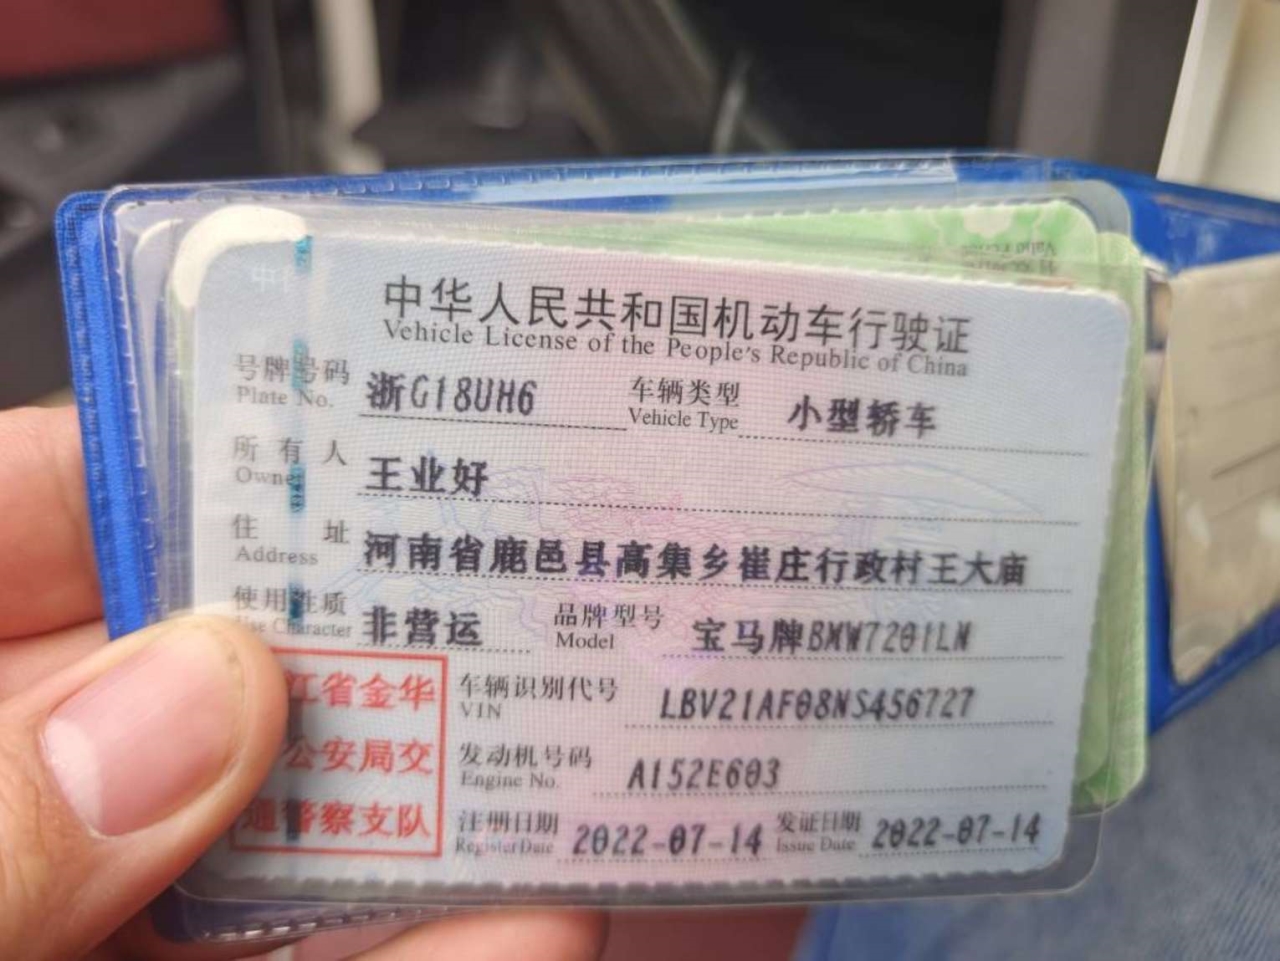 中华人民共和国机动车行驶证
Vehicle License of the People's Republic of China
号牌号码 浙G18UH6 车辆类型 小型轿车
Plate No. Vehicle Type
所有人 王业好
Owner
住址 河南省鹿邑县高集乡崔庄行政村王大庙
Address
使用性质 非营运 品牌型号 宝马牌BMW7201LM
Use Character Model
江省金华
公安局交
通警察支队
车辆识别代号 LBV21AF08NS456727
VIN
发动机号码 A152E603
Engine No.
注册日期 2022-07-14 发证日期 2022-07-14
Register Date Issue Date